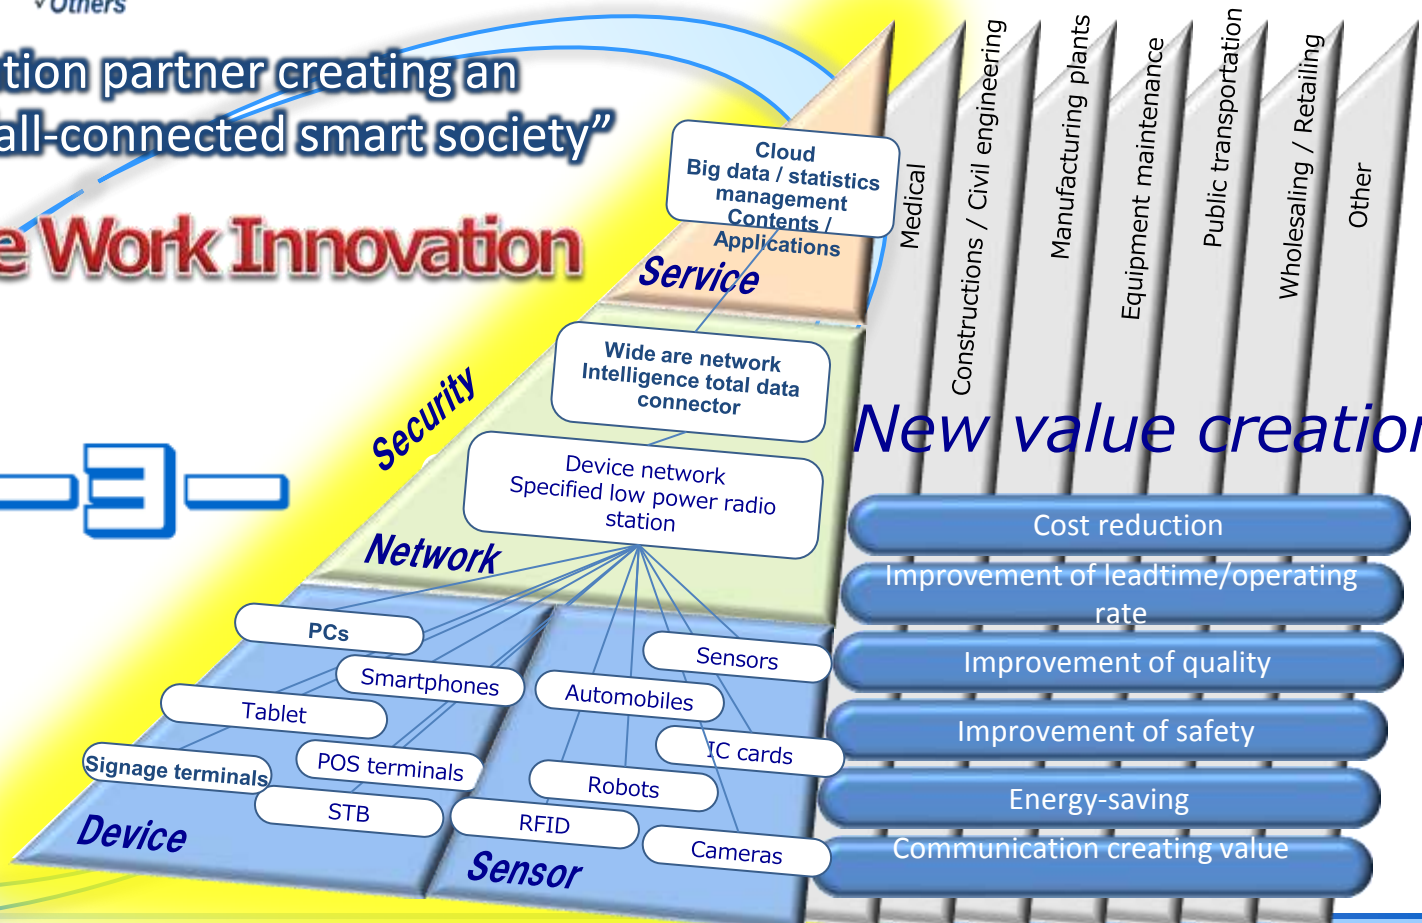 Others
tion partner creating an
all-connected smart society”
e Work Innovation
3
Cloud
Big data / statistics
management
Contents /
Applications
Service
Wide are network
Intelligence total data
connector
Security
Device network
Specified low power radio
station
Network
PCs
Smartphones
Tablet
Signage terminals
POS terminals
STB
Device
Sensors
Automobiles
IC cards
Robots
RFID
Cameras
Sensor
Medical
Constructions / Civil engineering
Manufacturing plants
Equipment maintenance
Public transportation
Wholesaling / Retailing
Other
New value creation
Cost reduction
Improvement of leadtime/operating
rate
Improvement of quality
Improvement of safety
Energy-saving
Communication creating value